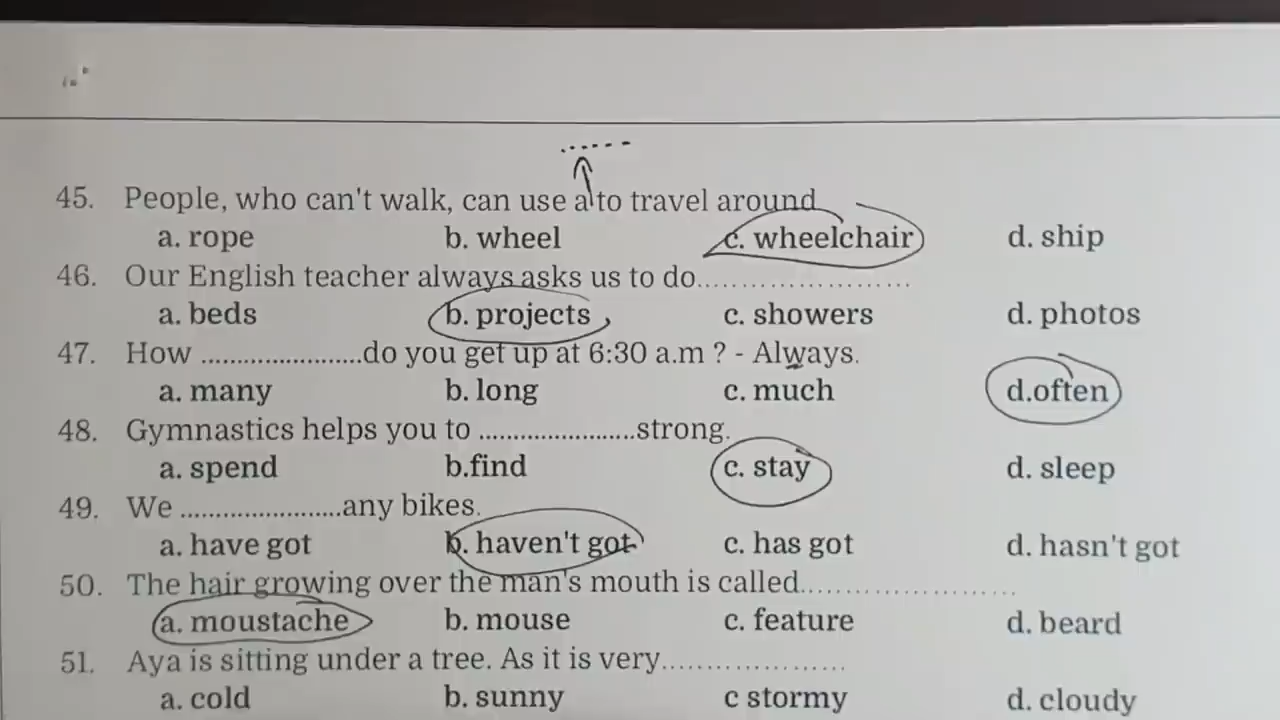 ......
45. People, who can't walk, can use a to travel around
a. rope b. wheel c. wheelchair d. ship
46. Our English teacher always asks us to do......................
a. beds b. projects c. showers d. photos
47. How ......................do you get up at 6:30 a.m ? - Always.
a. many b. long c. much d.often
48. Gymnastics helps you to ......................strong.
a. spend b.find c. stay d. sleep
49. We ......................any bikes.
a. have got b. haven't got c. has got d. hasn't got
50. The hair growing over the man's mouth is called......................
a. moustache b. mouse c. feature d. beard
51. Aya is sitting under a tree. As it is very...................
a. cold b. sunny c stormy d. cloudy